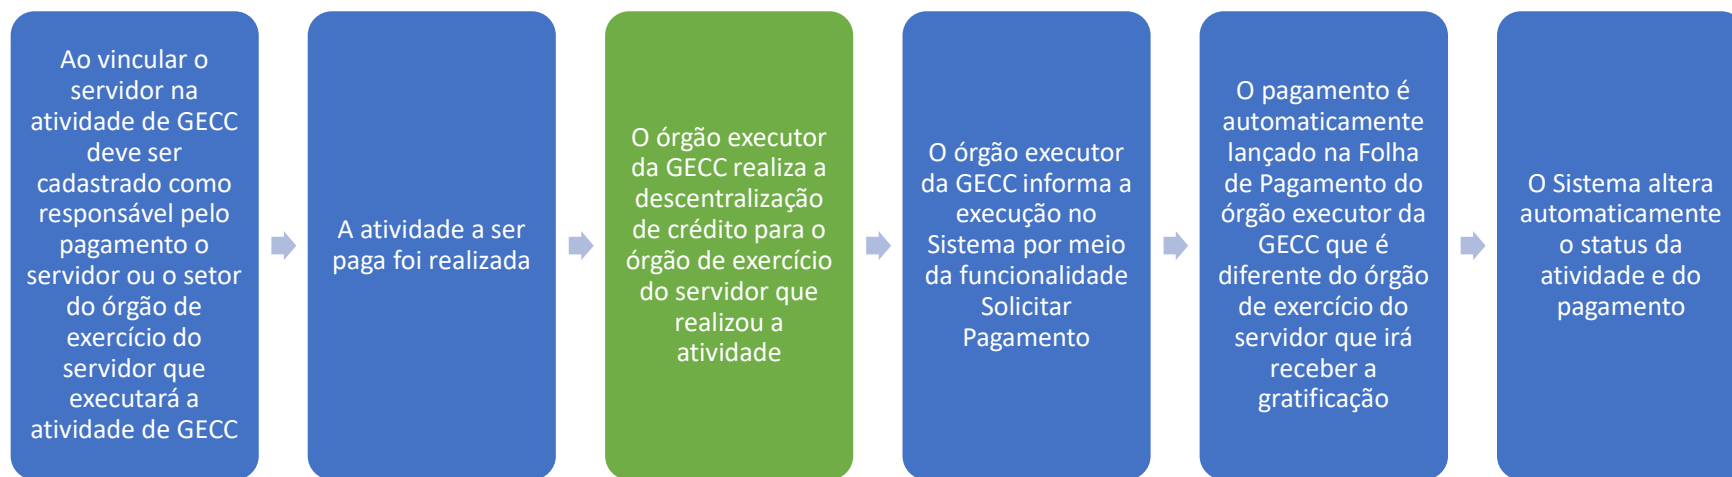 Ao vincular o
servidor na
atividade de GECC
deve ser
cadastrado como
responsável pelo
pagamento o
servidor ou o setor
do órgão de
exercício do
servidor que
executará a
atividade de GECC
A atividade a ser
paga foi realizada
O órgão executor
da GECC realiza a
descentralização
de crédito para o
órgão de exercício
do servidor que
realizou a
atividade
O órgão executor
da GECC informa a
execução no
Sistema por meio
da funcionalidade
Solicitar
Pagamento
O pagamento é
automaticamente
lançado na Folha
de Pagamento do
órgão executor da
GECC que é
diferente do órgão
de exercício do
servidor que irá
receber a
gratificação
O Sistema altera
automaticamente
o status da
atividade e do
pagamento